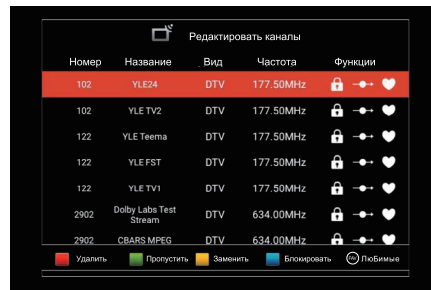 Редактировать каналы
Номер Название Вид Частота Функции
102 YLE24 DTV 177.50MHz
102 YLE TV2 DTV 177.50MHz
122 YLE Teema DTV 177.50MHz
122 YLE FST DTV 177.50MHz
122 YLE TV1 DTV 177.50MHz
2902 Dolby Labs Test Stream DTV 634.00MHz
2902 CBARS MPEG DTV 634.00MHz
Удалить Пропустить Заменить Блокировать FAV ЛюБимые